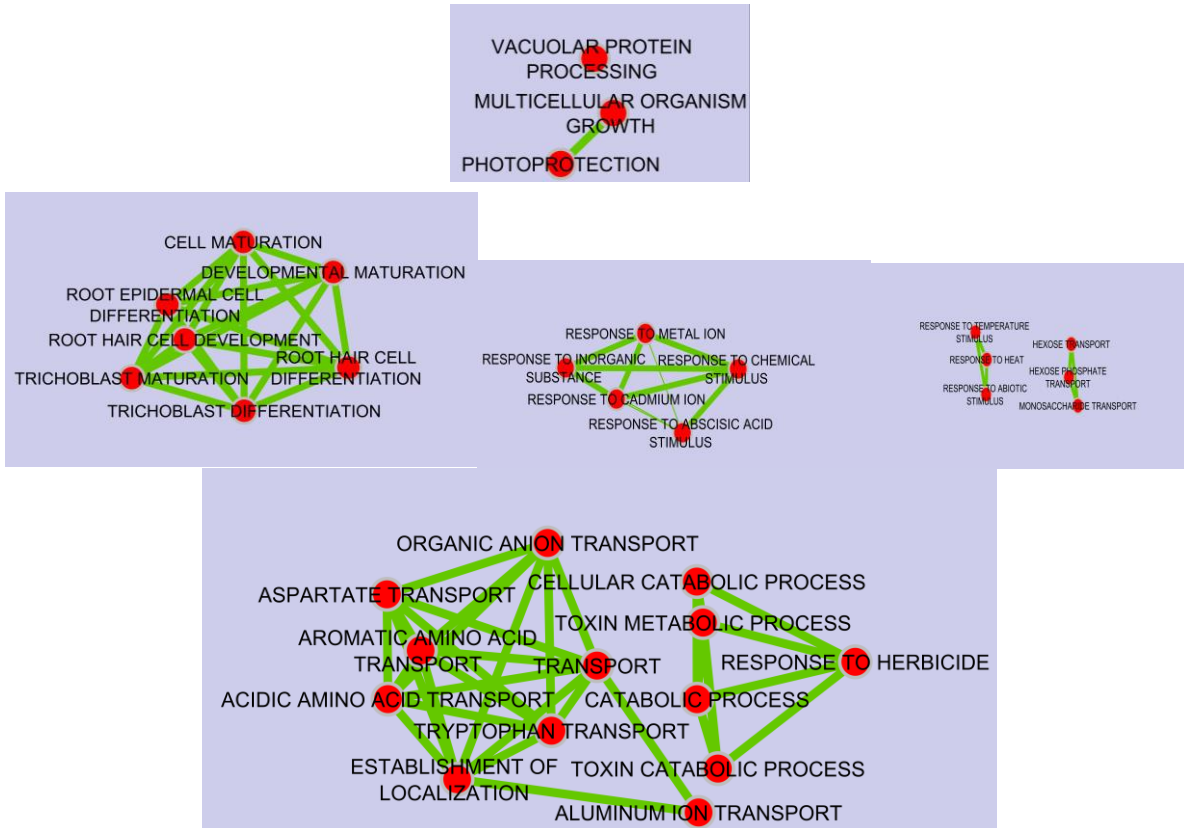 VACUOLAR PROTEIN
PROCESSING
MULTICELLULAR ORGANISM
GROWTH
PHOTOPROTECTION
CELL MATURATION
DEVELOPMENTAL MATURATION
ROOT EPIDERMAL CELL
DIFFERENTIATION
ROOT HAIR CELL DEVELOPMENT
ROOT HAIR CELL
DIFFERENTIATION
TRICHOBLAST MATURATION
TRICHOBLAST DIFFERENTIATION
RESPONSE TO METAL ION
RESPONSE TO INORGANIC
SUBSTANCE
RESPONSE TO CHEMICAL
STIMULUS
RESPONSE TO CADMIUM ION
RESPONSE TO ABSCISIC ACID
STIMULUS
RESPONSE TO TEMPERATURE
STIMULUS
RESPONSE TO HEAT
RESPONSE TO ABIOTIC
STIMULUS
HEXOSE TRANSPORT
HEXOSE PHOSPHATE
TRANSPORT
MONOSACCHARIDE TRANSPORT
ORGANIC ANION TRANSPORT
ASPARTATE TRANSPORT
AROMATIC AMINO ACID
TRANSPORT
TRANSPORT
ACIDIC AMINO ACID TRANSPORT
TRYPTOPHAN TRANSPORT
ESTABLISHMENT OF
LOCALIZATION
CELLULAR CATABOLIC PROCESS
TOXIN METABOLIC PROCESS
RESPONSE TO HERBICIDE
CATABOLIC PROCESS
TOXIN CATABOLIC PROCESS
ALUMINUM ION TRANSPORT